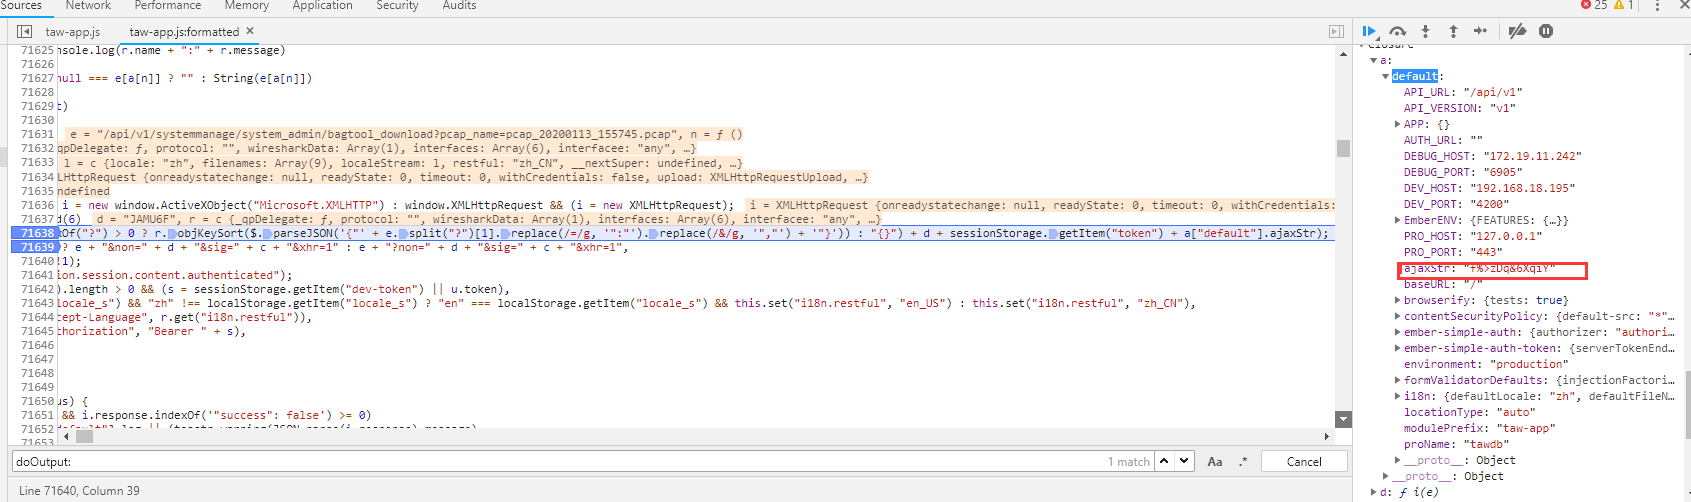 Sources Network Performance Memory Application Security Audits 25 1
taw-app.js taw-app.js:formatted ×
71625 nsole.log(r.name + ":" + r.message)
71626
71627 null === e[a[n]] ? "" : String(e[a[n]])
71628
71629 t)
71630
71631 e = "/api/v1/systemmanage/system_admin/bagtool_download?pcap_name=pcap_20200113_155745.pcap", n = ƒ ()
71632 qpDelegate: ƒ, protocol: "", wiresharkData: Array(1), interfaces: Array(6), interfacee: "any", …}
71633 l = c {locale: "zh", filenames: Array(9), localeStream: l, restful: "zh_CN", __nextSuper: undefined, …}
71634 LHttpRequest {onreadystatechange: null, readyState: 0, timeout: 0, withCredentials: false, upload: XMLHttpRequestUpload, …}
71635 ndefined
71636 i = new window.ActiveXObject("Microsoft.XMLHTTP") : window.XMLHttpRequest && (i = new XMLHttpRequest); i = XMLHttpRequest {onreadystatechange: null, readyState: 0, timeout: 0, withCredentials:
71637 d(6) d = "JAMU6F", r = c {_qpDelegate: ƒ, protocol: "", wiresharkData: Array(1), interfaces: Array(6), interfacee: "any", …}
71638 xOf("?") > 0 ? r.objKeySort($.parseJSON('{"' + e.split("?")[1].replace(/=/g, '":"').replace(/&/g, '","') + '"}')) : "{}") + d + sessionStorage.getItem("token") + a["default"].ajaxStr);
71639 ? e + "&non=" + d + "&sig=" + c + "&xhr=1" : e + "?non=" + d + "&sig=" + c + "&xhr=1",
71640 !1);
71641 ion.session.content.authenticated");
71642 ).length > 0 && (s = sessionStorage.getItem("dev-token") || u.token),
71643 locale_s") && "zh" !== localStorage.getItem("locale_s") ? "en" === localStorage.getItem("locale_s") && this.set("i18n.restful", "en_US") : this.set("i18n.restful", "zh_CN"),
71644 cept-Language", r.get("i18n.restful")),
71645 thorization", "Bearer " + s),
71646
71647
71648
71649
71650 us) {
71651 && i.response.indexOf('"success": false') >= 0)
71652
71653
doOutput: 1 match Aa .* Cancel
Line 71640, Column 39
Closure
a:
default:
API_URL: "/api/v1"
API_VERSION: "v1"
APP: {}
AUTH_URL: ""
DEBUG_HOST: "172.19.11.242"
DEBUG_PORT: "6905"
DEV_HOST: "192.168.18.195"
DEV_PORT: "4200"
EmberENV: {FEATURES: {…}}
PRO_HOST: "127.0.0.1"
PRO_PORT: "443"
ajaxStr: "f%>zDq&6XqiY"
baseURL: "/"
browserify: {tests: true}
contentSecurityPolicy: {default-src: "*"…
ember-simple-auth: {authorizer: "authori…
ember-simple-auth-token: {serverTokenEnd…
environment: "production"
formValidatorDefaults: {injectionFactori…
i18n: {defaultLocale: "zh", defaultFileN…
locationType: "auto"
modulePrefix: "taw-app"
proName: "tawdb"
__proto__: Object
__proto__: Object
d: ƒ i(e)